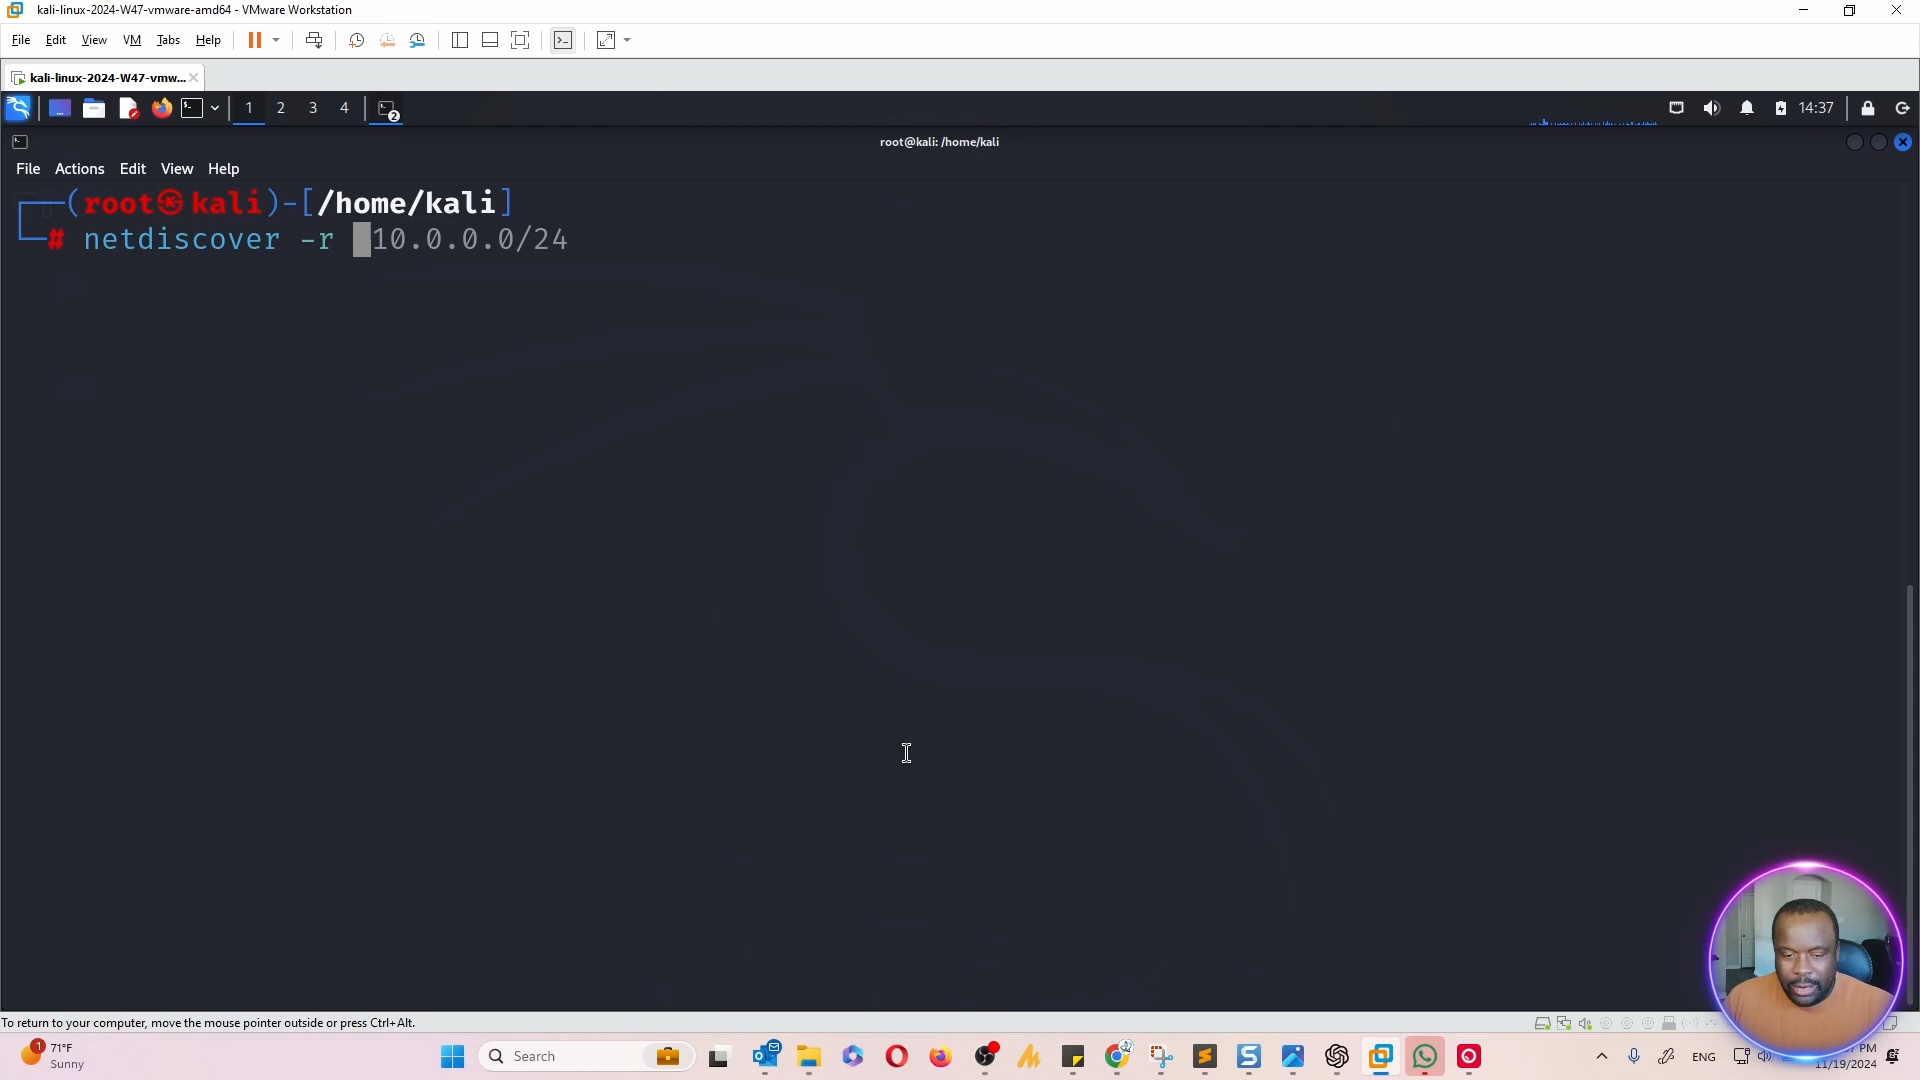 kali-linux-2024-W47-vmware-amd64 - VMware Workstation
File Edit View VM Tabs Help
kali-linux-2024-W47-vmw...
1 2 3 4 2 14:37
root@kali: /home/kali
File Actions Edit View Help
(root㉿kali)-[/home/kali]
# netdiscover -r 10.0.0.0/24
To return to your computer, move the mouse pointer outside or press Ctrl+Alt.
1 71°F
Sunny
Search
ENG
PM
11/19/2024